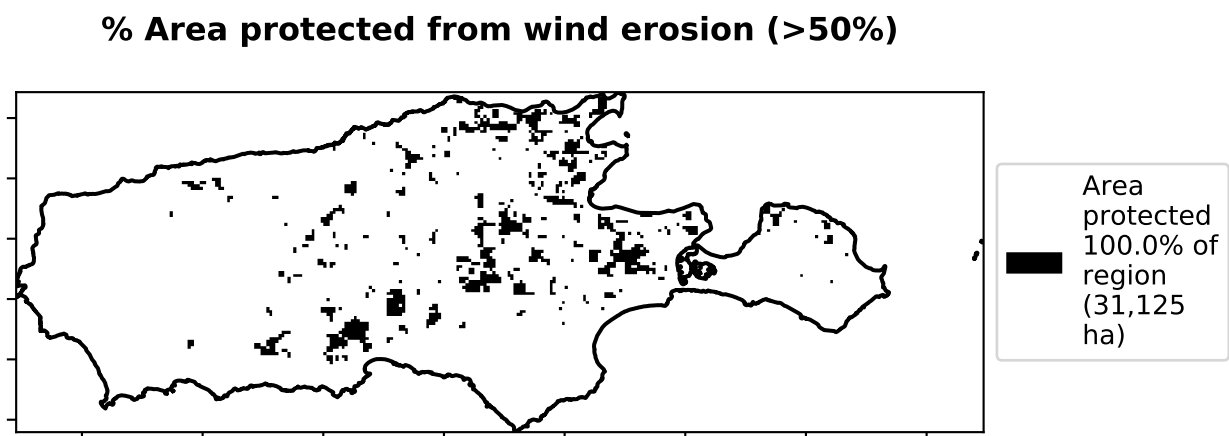 % Area protected from wind erosion (>50%)
Area
protected
100.0% of
region
(31,125
ha)